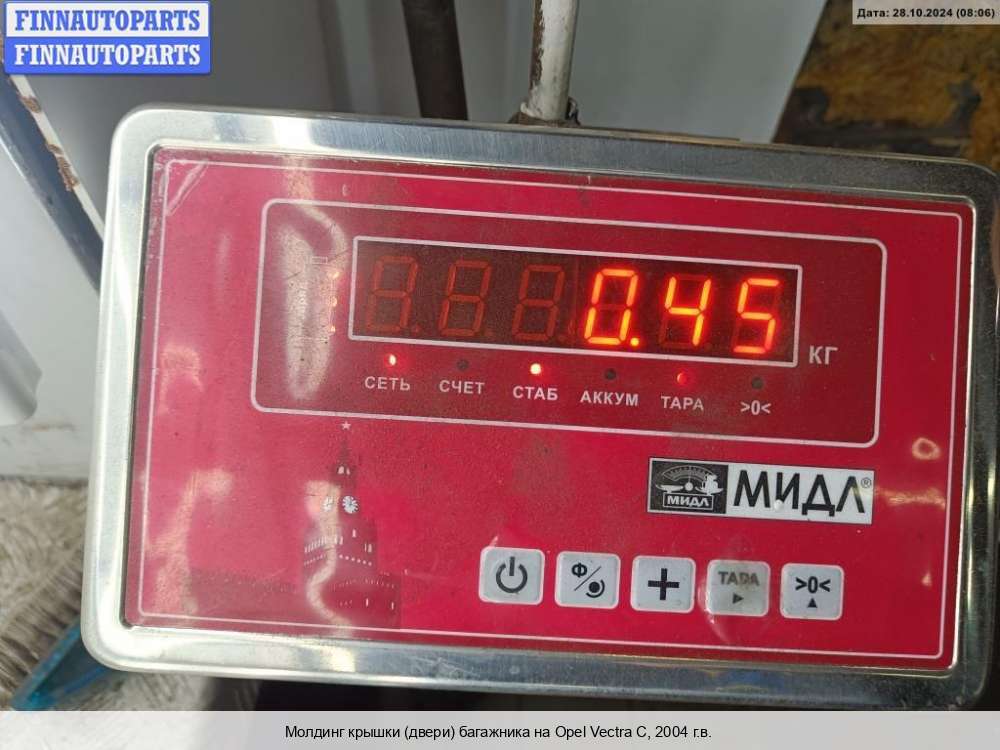 FINNAUTOPARTS
FINNAUTOPARTS
Дата: 28.10.2024 (08:06)
0.45
КГ
СЕТЬ СЧЕТ СТАБ АККУМ ТАРА >0<
МИДЛ МИДЛ®
Ф ТАРА >0<
Молдинг крышки (двери) багажника на Opel Vectra C, 2004 г.в.